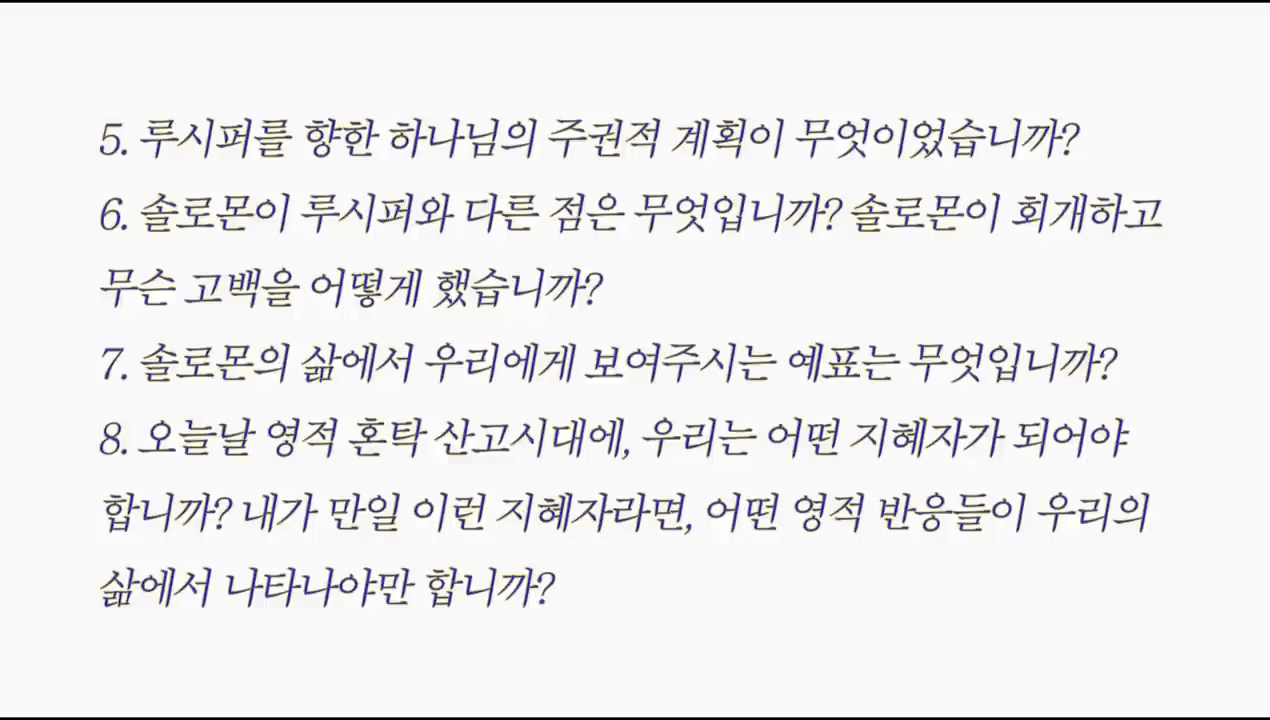 5. 루시퍼를 향한 하나님의 주권적 계획이 무엇이었습니까?
6. 솔로몬이 루시퍼와 다른 점은 무엇입니까? 솔로몬이 회개하고
무슨 고백을 어떻게 했습니까?
7. 솔로몬의 삶에서 우리에게 보여주시는 예표는 무엇입니까?
8. 오늘날 영적 혼탁 산고시대에, 우리는 어떤 지혜자가 되어야
합니까? 내가 만일 이런 지혜자라면, 어떤 영적 반응들이 우리의
삶에서 나타나야만 합니까?